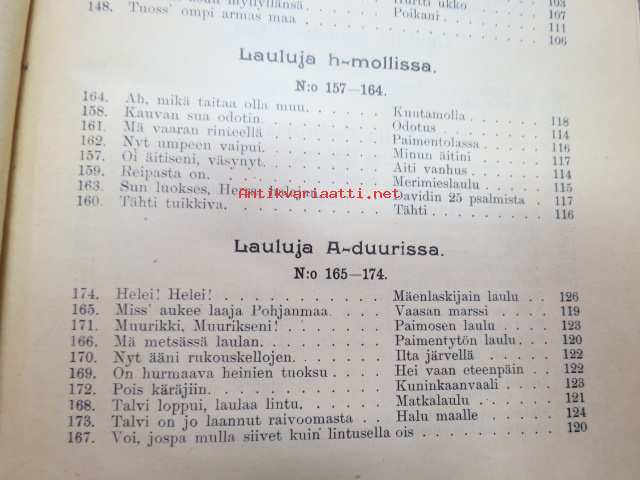 103
148. Tuoss' ompi armas maa . . . Poikani . . . 107
111
106
Lauluja h-mollissa.
N:o 157—164.
164. Ah, mikä taitaa olla muu. . . . Kuutamolla . . . 118
158. Kauvan sua odotin. . . . Odotus . . . 114
161. Mä vaaran rinteellä . . . Paimentolassa . . 116
162. Nyt umpeen vaipui. . . . Minun äitini . . 117
157. Oi äitiseni, väsynyt. . . . Äiti vanhus . . . 114
159. Reipasta on. . . . Merimieslaulu . . 115
163. Sun luokses, Davidin 25 psalmista . 117
160. Tähti tuikkiva. . . . Tähti . . . 116
Antikvariaatti.net
Lauluja A-duurissa.
N:o 165—174.
174. Helei! Helei! . . . Mäenlaskijain laulu . . 126
165. Miss' aukee laaja Pohjanmaa. . . . Vaasan marssi . . . 119
171. Muurikki, Muurikseni! . . . Paimosen laulu . . . 123
166. Mä metsässä laulan. . . . Paimentytön laulu. . . 120
170. Nyt ääni rukouskellojen. . . . Ilta järvellä . . . 122
169. On hurmaava heinien tuoksu . . . Hei vaan eteenpäin . . 122
172. Pois käräjiin. . . . Kuninkaanvaali . . . 123
168. Talvi loppui, laulaa lintu. . . . Matkalaulu . . . 121
173. Talvi on jo laannut raivoomasta . . Halu maalle . . . 124
167. Voi, jospa mulla siivet kuin lintusella ois . . . 120